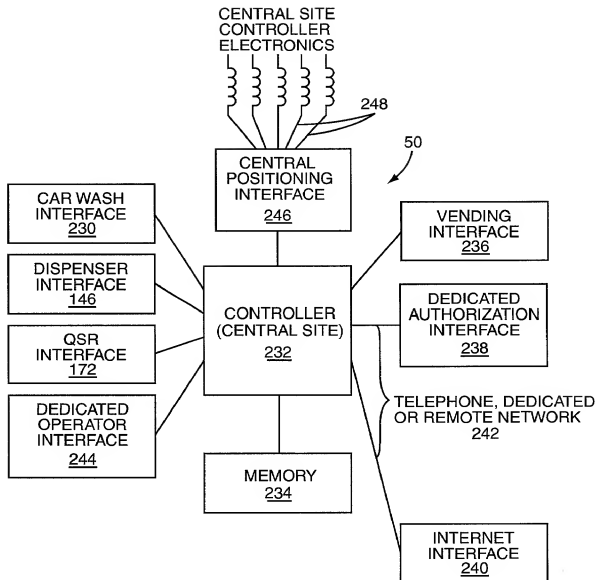 CENTRAL SITE
CONTROLLER
ELECTRONICS
248
50
CENTRAL
POSITIONING
INTERFACE
246
CAR WASH
INTERFACE
230
DISPENSER
INTERFACE
146
QSR
INTERFACE
172
DEDICATED
OPERATOR
INTERFACE
244
CONTROLLER
(CENTRAL SITE)
232
MEMORY
234
VENDING
INTERFACE
236
DEDICATED
AUTHORIZATION
INTERFACE
238
TELEPHONE, DEDICATED
OR REMOTE NETWORK
242
INTERNET
INTERFACE
240